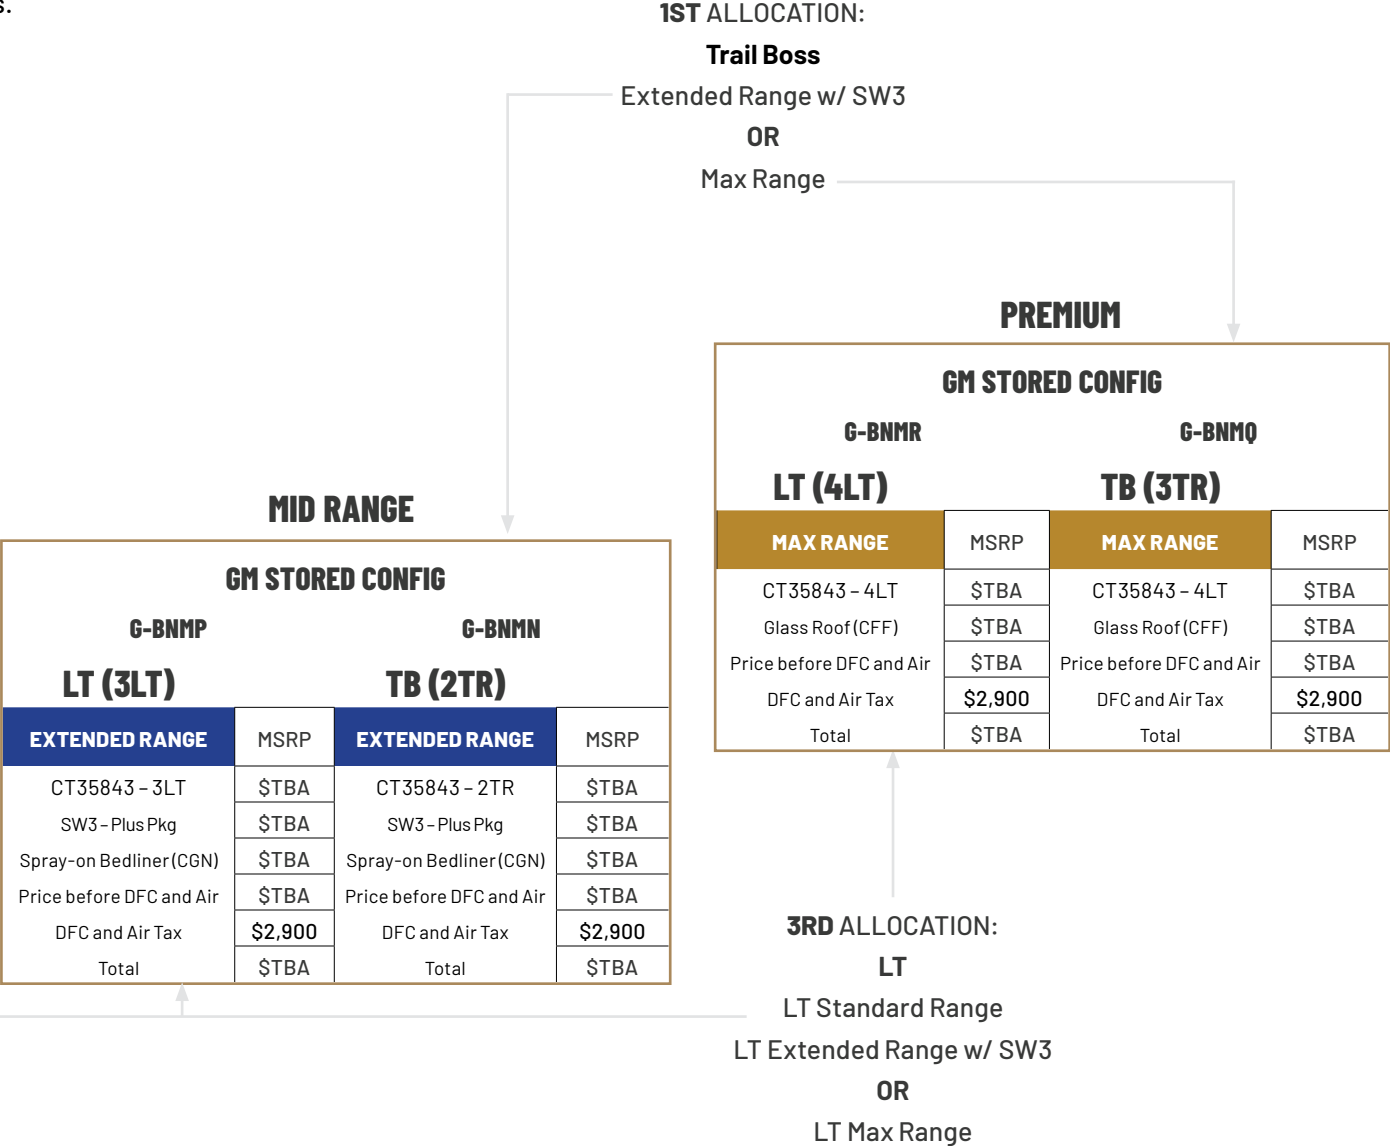 s.
1ST ALLOCATION:
Trail Boss
Extended Range w/ SW3
OR
Max Range
PREMIUM
GM STORED CONFIG
G-BNMR G-BNMQ
LT (4LT) TB (3TR)
MAX RANGE MSRP MAX RANGE MSRP
CT35843 – 4LT $TBA CT35843 – 4LT $TBA
Glass Roof (CFF) $TBA Glass Roof (CFF) $TBA
Price before DFC and Air $TBA Price before DFC and Air $TBA
DFC and Air Tax $2,900 DFC and Air Tax $2,900
Total $TBA Total $TBA
MID RANGE
GM STORED CONFIG
G-BNMP G-BNMN
LT (3LT) TB (2TR)
EXTENDED RANGE MSRP EXTENDED RANGE MSRP
CT35843 – 3LT $TBA CT35843 – 2TR $TBA
SW3 – Plus Pkg $TBA SW3 – Plus Pkg $TBA
Spray-on Bedliner (CGN) $TBA Spray-on Bedliner (CGN) $TBA
Price before DFC and Air $TBA Price before DFC and Air $TBA
DFC and Air Tax $2,900 DFC and Air Tax $2,900
Total $TBA Total $TBA
3RD ALLOCATION:
LT
LT Standard Range
LT Extended Range w/ SW3
OR
LT Max Range